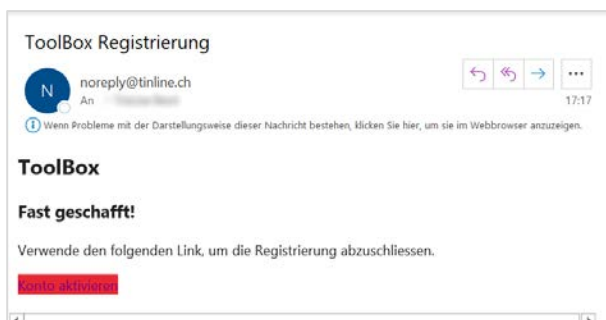 ToolBox Registrierung
N
noreply@tinline.ch
An
17:17
Wenn Probleme mit der Darstellungsweise dieser Nachricht bestehen, klicken Sie hier, um sie im Webbrowser anzuzeigen.
ToolBox
Fast geschafft!
Verwende den folgenden Link, um die Registrierung abzuschliessen.
Konto aktivieren